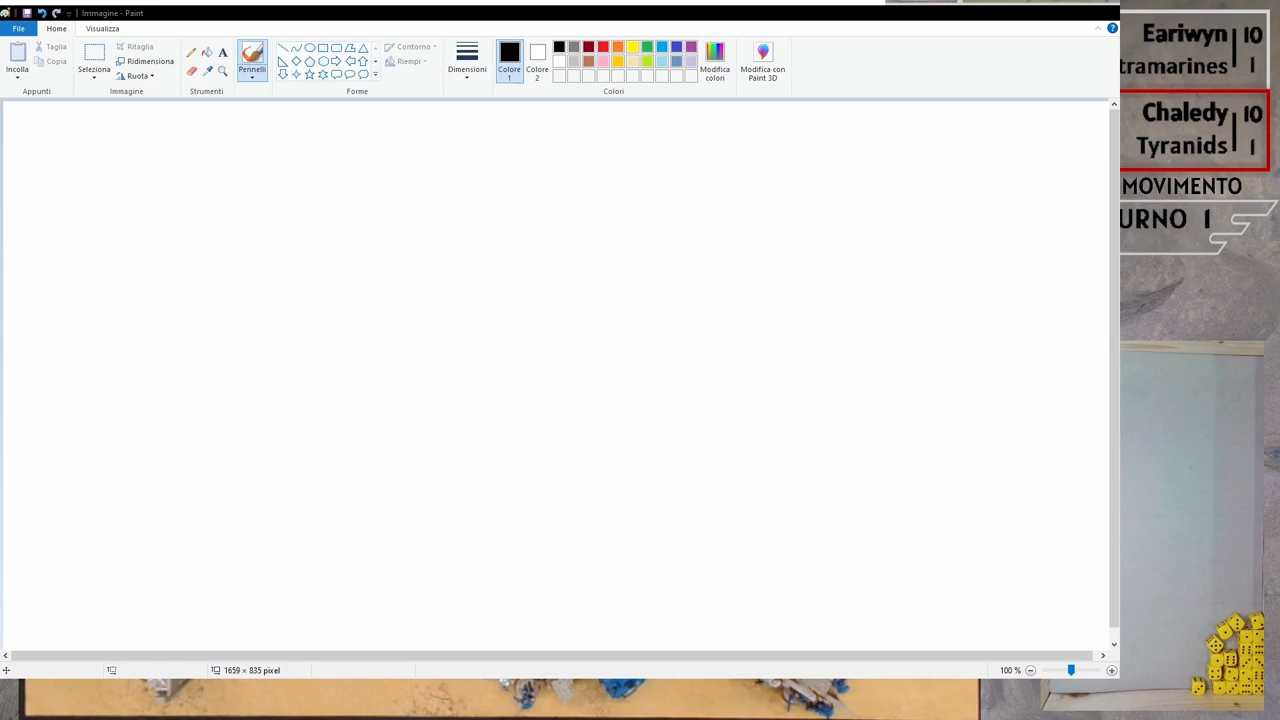 Immagine - Paint
File Home Visualizza
Incolla
Taglia
Copia
Appunti
Seleziona
Ritaglia
Ridimensiona
Ruota
Immagine
Strumenti
Pennelli
Forme
Contorno
Riempi
Dimensioni
Colore
1
Colore
2
Colori
Modifica
colori
Modifica con
Paint 3D
Eariwyn 10
tramarines 1
Chaledy 10
Tyranids 1
MOVIMENTO
URNO 1
1659 × 835 pixel
100 %